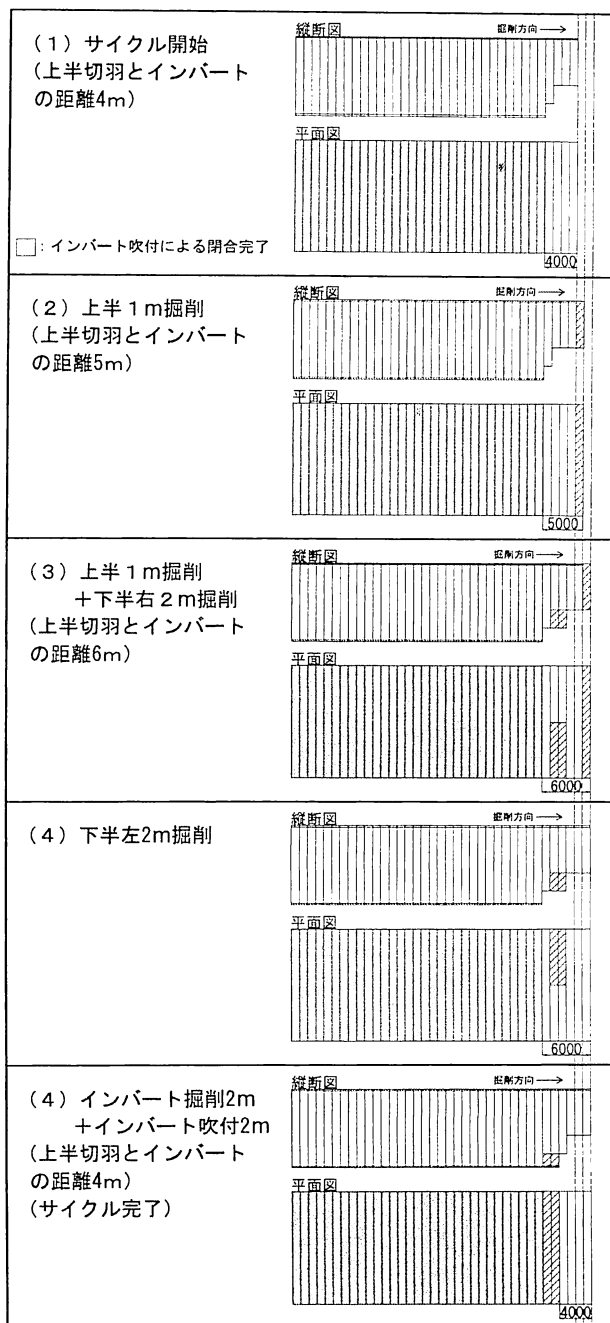 (1)サイクル開始
(上半切羽とインバート
の距離4m)
縦断図
掘削方向→
平面図
□:インバート吹付による閉合完了
4000
(2)上半1m掘削
(上半切羽とインバート
の距離5m)
縦断図
掘削方向→
平面図
5000
(3)上半1m掘削
+下半右2m掘削
(上半切羽とインバート
の距離6m)
縦断図
掘削方向→
平面図
6000
(4)下半左2m掘削
縦断図
掘削方向→
平面図
6000
(4)インバート掘削2m
+インバート吹付2m
(上半切羽とインバート
の距離4m)
(サイクル完了)
縦断図
掘削方向→
平面図
4000